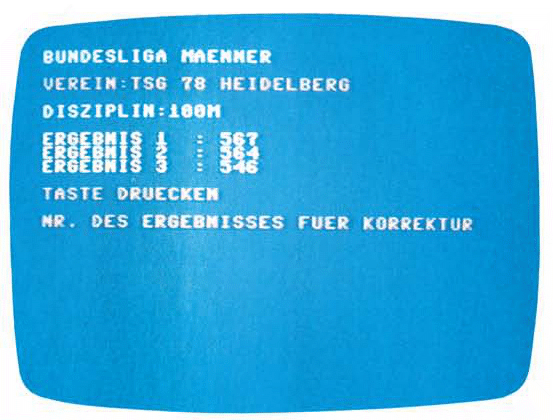 BUNDESLIGA MAENNER
VEREIN:TSG 78 HEIDELBERG
DISZIPLIN:100M
ERGEBNIS 1 : 567
ERGEBNIS 2 : 564
ERGEBNIS 3 : 546
TASTE DRUECKEN
NR. DES ERGEBNISSES FUER KORREKTUR